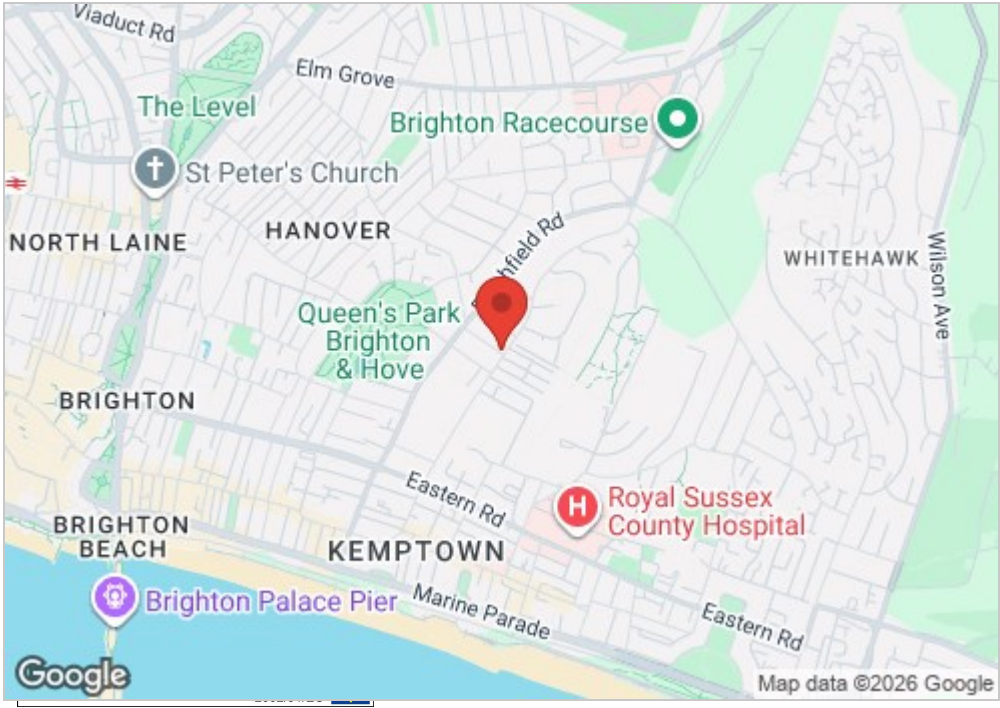 Viaduct Rd
Elm Grove
The Level
Brighton Racecourse
St Peter's Church
HANOVER
NORTH LAINE
hfield Rd
WHITEHAWK
Wilson Ave
Queen's Park
Brighton
& Hove
BRIGHTON
Eastern Rd
Royal Sussex
County Hospital
H
BRIGHTON
BEACH
KEMPTOWN
Brighton Palace Pier
Marine Parade
Eastern Rd
Google
Map data ©2026 Google